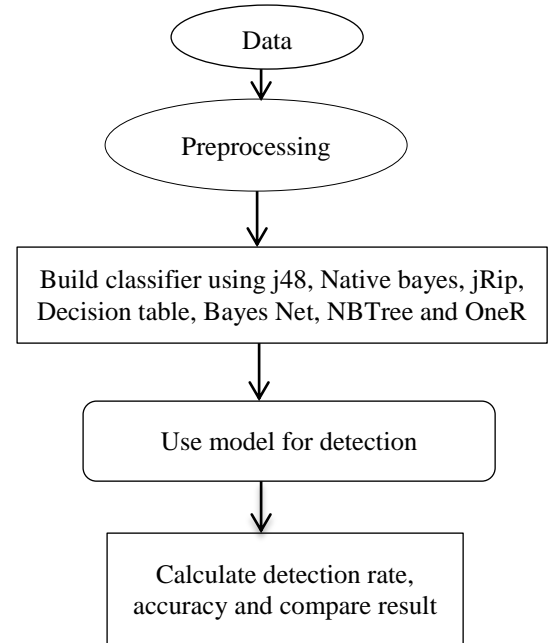 Data
Preprocessing
Build classifier using j48, Native bayes, jRip,
Decision table, Bayes Net, NBTree and OneR
Use model for detection
Calculate detection rate,
accuracy and compare result